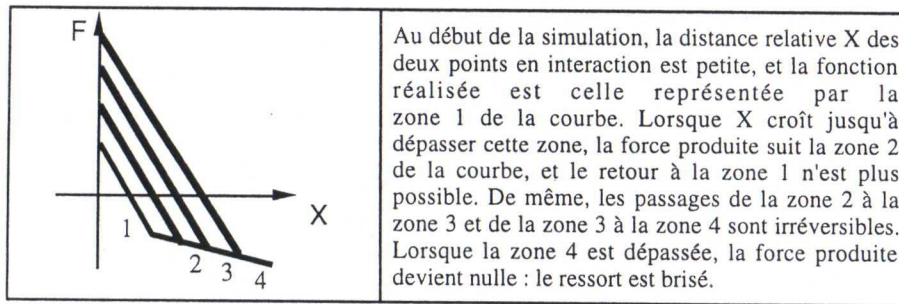 F
X
1
2
3
4
Au début de la simulation, la distance relative X des
deux points en interaction est petite, et la fonction
réalisée est celle représentée par la
zone 1 de la courbe. Lorsque X croît jusqu'à
dépasser cette zone, la force produite suit la zone 2
de la courbe, et le retour à la zone 1 n'est plus
possible. De même, les passages de la zone 2 à la
zone 3 et de la zone 3 à la zone 4 sont irréversibles.
Lorsque la zone 4 est dépassée, la force produite
devient nulle : le ressort est brisé.